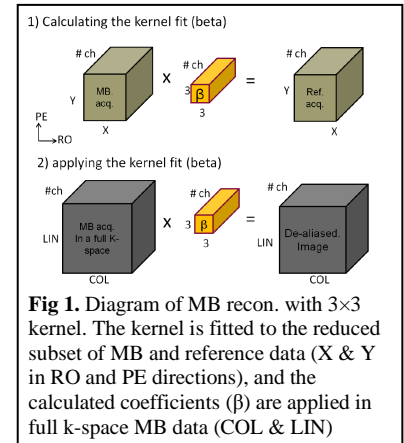 1) Calculating the kernel fit (beta)
# ch
# ch
# ch
MB.
acq.
Y
X
X
3
β
3
=
Ref.
acq.
Y
X
PE
RO
2) applying the kernel fit (beta)
#ch
# ch
# ch
MB acq.
In a full K-
space
LIN
COL
X
3
β
3
=
De-aliased.
Image
LIN
COL
Fig 1. Diagram of MB recon. with 3×3
kernel. The kernel is fitted to the reduced
subset of MB and reference data (X & Y
in RO and PE directions), and the
calculated coefficients (β) are applied in
full k-space MB data (COL & LIN)